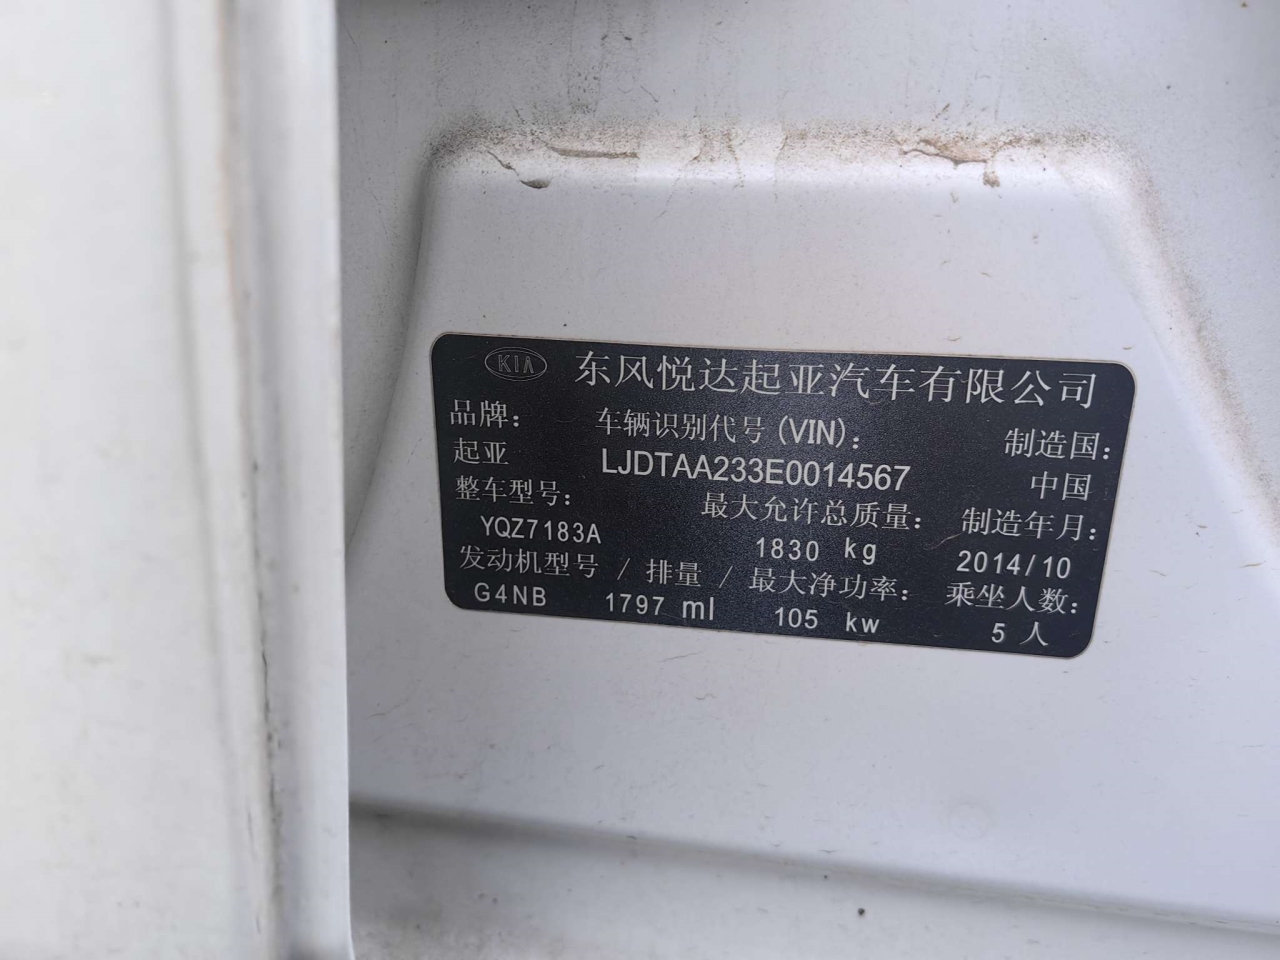 KIA 东风悦达起亚汽车有限公司
品牌： 车辆识别代号(VIN)： 制造国：
起亚 LJDTAA233E0014567 中国
整车型号： 最大允许总质量： 制造年月：
YQZ7183A 1830 kg 2014/10
发动机型号 / 排量 / 最大净功率： 乘坐人数：
G4NB 1797 ml 105 kw 5 人